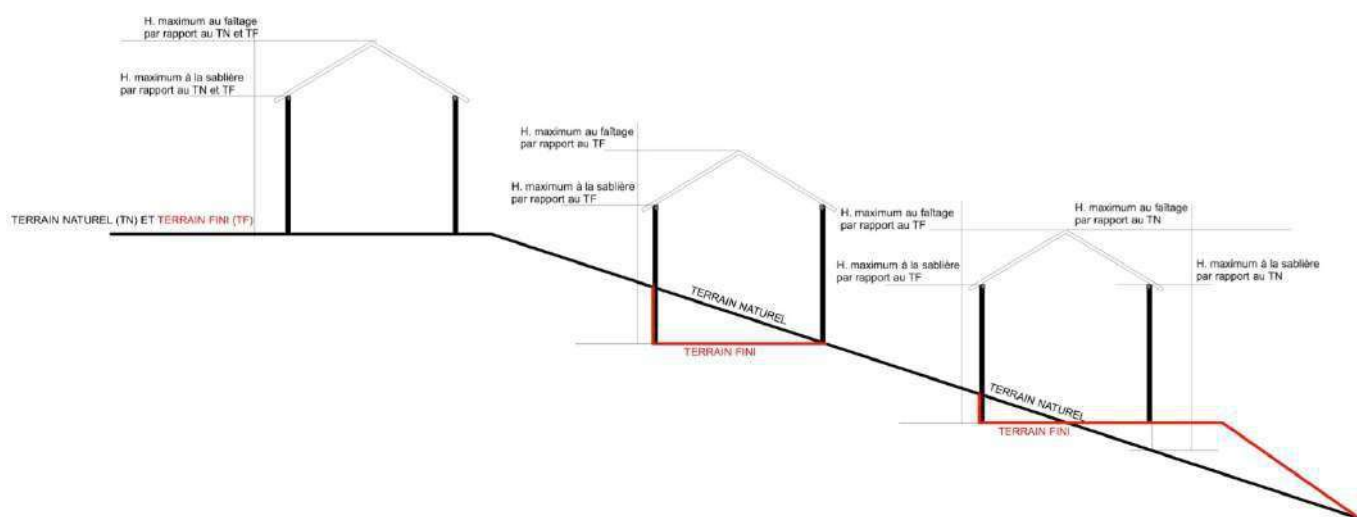 H. maximum au faîtage
par rapport au TN et TF
H. maximum à la sablière
par rapport au TN et TF
TERRAIN NATUREL (TN) ET TERRAIN FINI (TF)
H. maximum au faîtage
par rapport au TF
H. maximum à la sablière
par rapport au TF
TERRAIN NATUREL
TERRAIN FINI
H. maximum au faîtage
par rapport au TF
H. maximum à la sablière
par rapport au TF
H. maximum au faîtage
par rapport au TN
H. maximum à la sablière
par rapport au TN
TERRAIN NATUREL
TERRAIN FINI